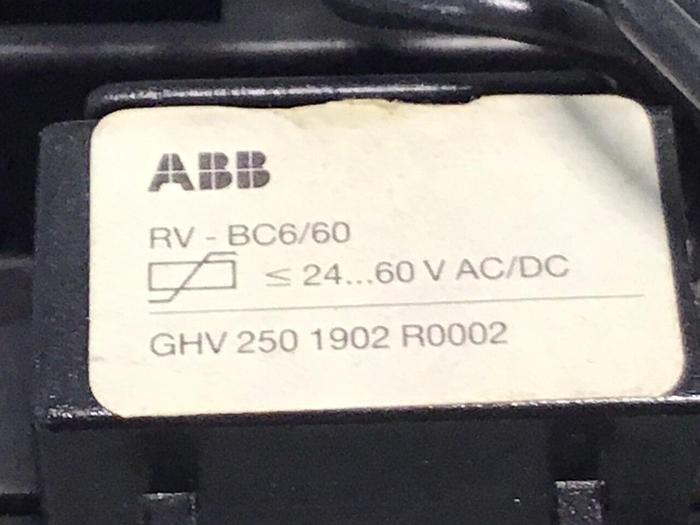 ABB
RV - BC6/60
≤ 24...60 V AC/DC
GHV 250 1902 R0002